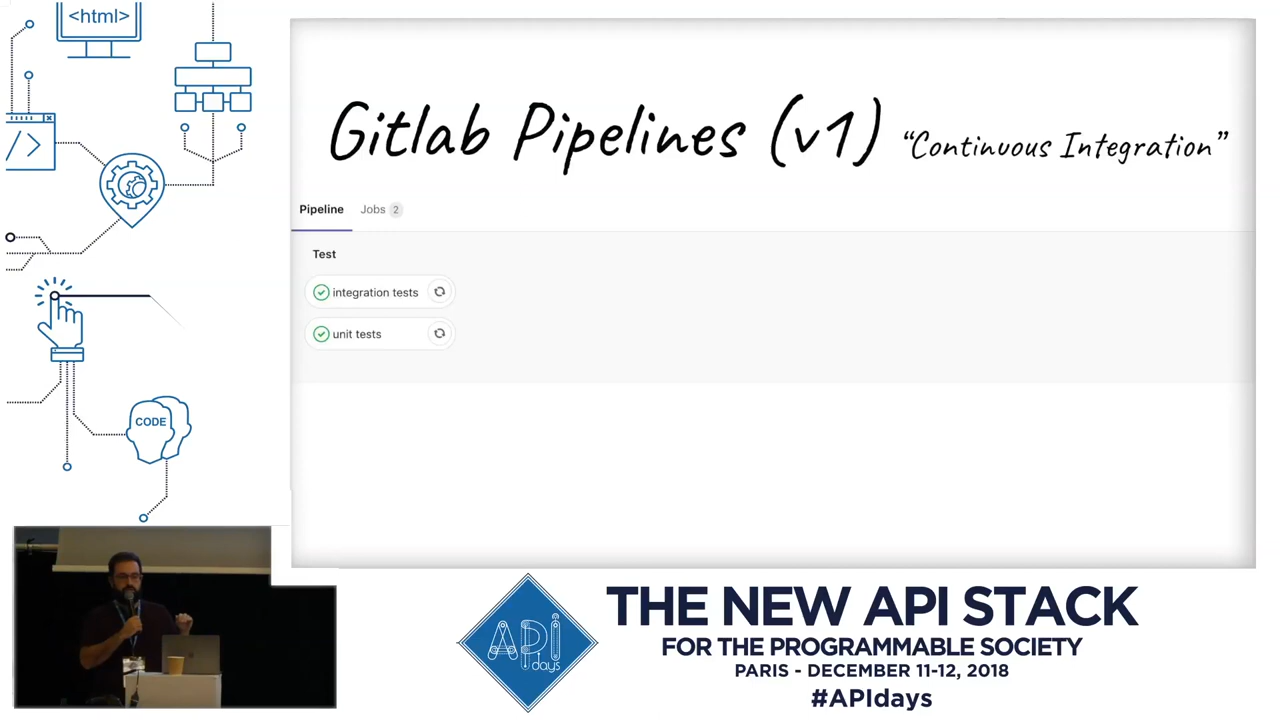 <html>
Gitlab Pipelines (v1) “Continuous Integration”
Pipeline Jobs 2
Test
integration tests
unit tests
</>
CODE
API
days
THE NEW API STACK
FOR THE PROGRAMMABLE SOCIETY
PARIS - DECEMBER 11-12, 2018
#APIdays